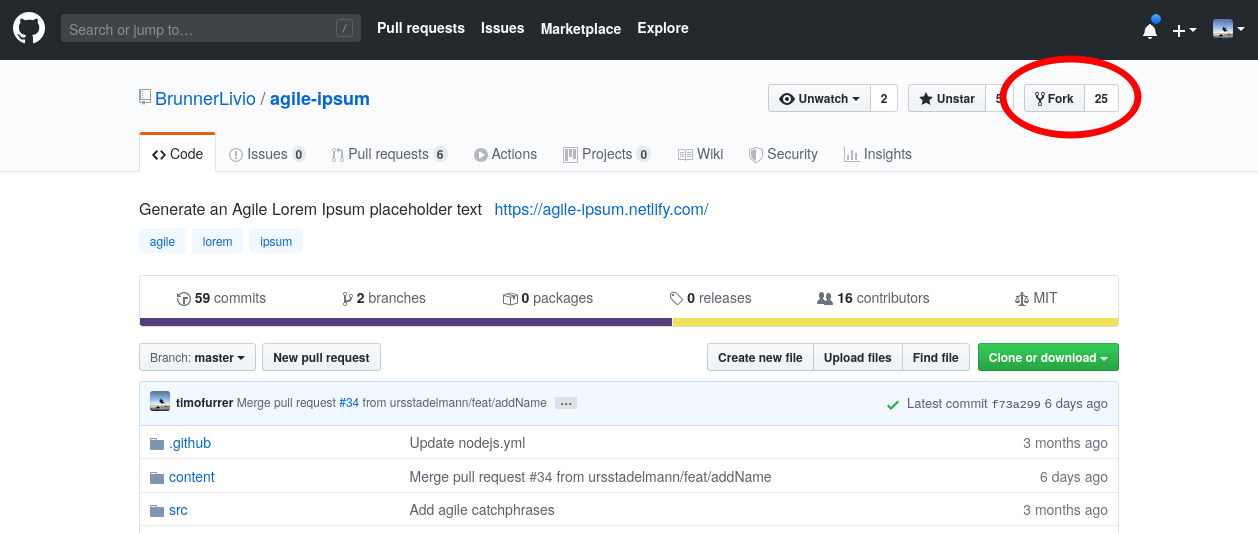 Search or jump to… / Pull requests Issues Marketplace Explore
BrunnerLivio / agile-ipsum Unwatch 2 Unstar Fork 25
Code Issues 0 Pull requests 6 Actions Projects 0 Wiki Security Insights
Generate an Agile Lorem Ipsum placeholder text https://agile-ipsum.netlify.com/
agile lorem ipsum
59 commits 2 branches 0 packages 0 releases 16 contributors MIT
Branch: master New pull request Create new file Upload files Find file Clone or download
timofurrer Merge pull request #34 from ursstadelmann/feat/addName … Latest commit f73a299 6 days ago
.github Update nodejs.yml 3 months ago
content Merge pull request #34 from ursstadelmann/feat/addName 6 days ago
src Add agile catchphrases 3 months ago